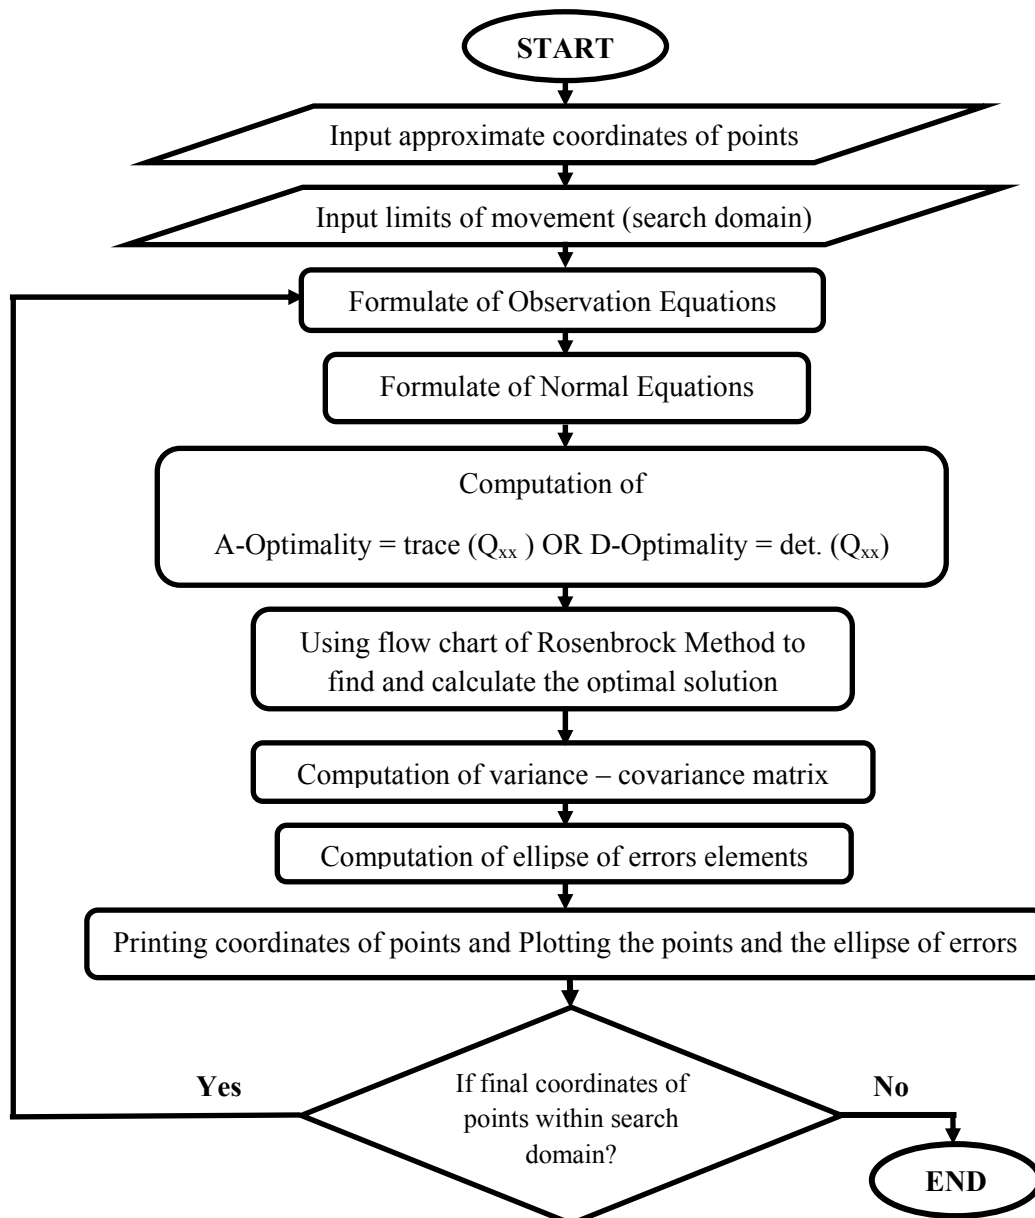 START
Input approximate coordinates of points
Input limits of movement (search domain)
Formulate of Observation Equations
Formulate of Normal Equations
Computation of
A-Optimality = trace (Qxx ) OR D-Optimality = det. (Qxx)
Using flow chart of Rosenbrock Method to
find and calculate the optimal solution
Computation of variance – covariance matrix
Computation of ellipse of errors elements
Printing coordinates of points and Plotting the points and the ellipse of errors
If final coordinates of
points within search
domain?
Yes
No
END